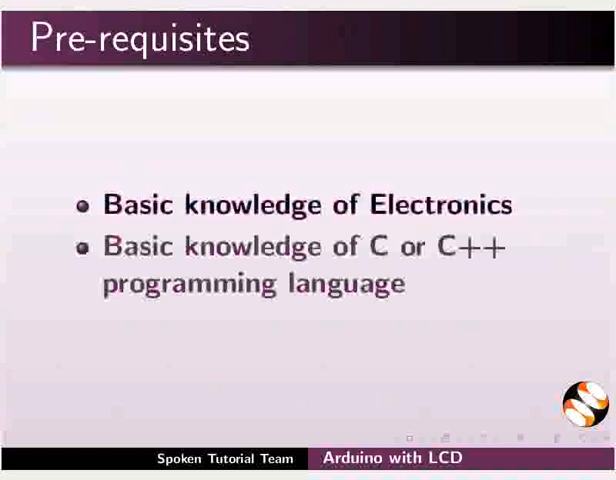 Pre-requisites
Basic knowledge of Electronics
Basic knowledge of C or C++
programming language
Spoken Tutorial Team
Arduino with LCD